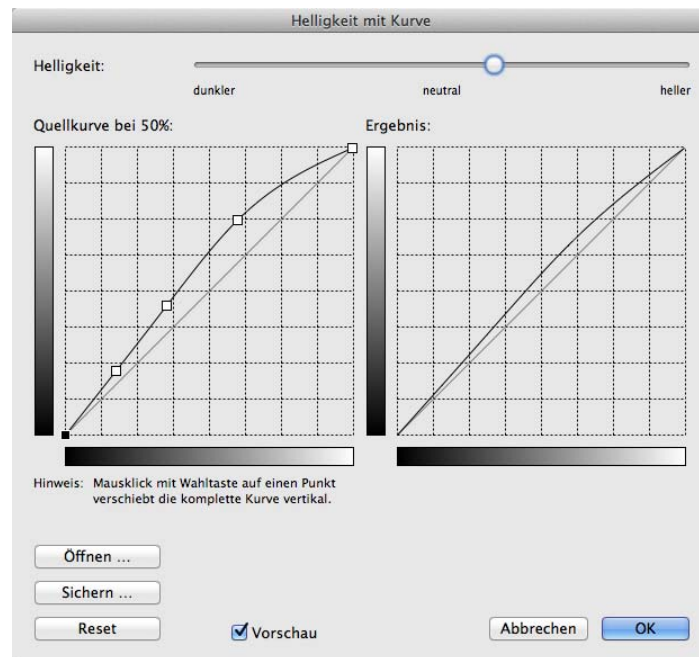 Helligkeit mit Kurve
Helligkeit:
dunkler neutral heller
Quellkurve bei 50%: Ergebnis:
Hinweis: Mausklick mit Wahltaste auf einen Punkt
verschiebt die komplette Kurve vertikal.
Öffnen ...
Sichern ...
Reset Vorschau Abbrechen OK